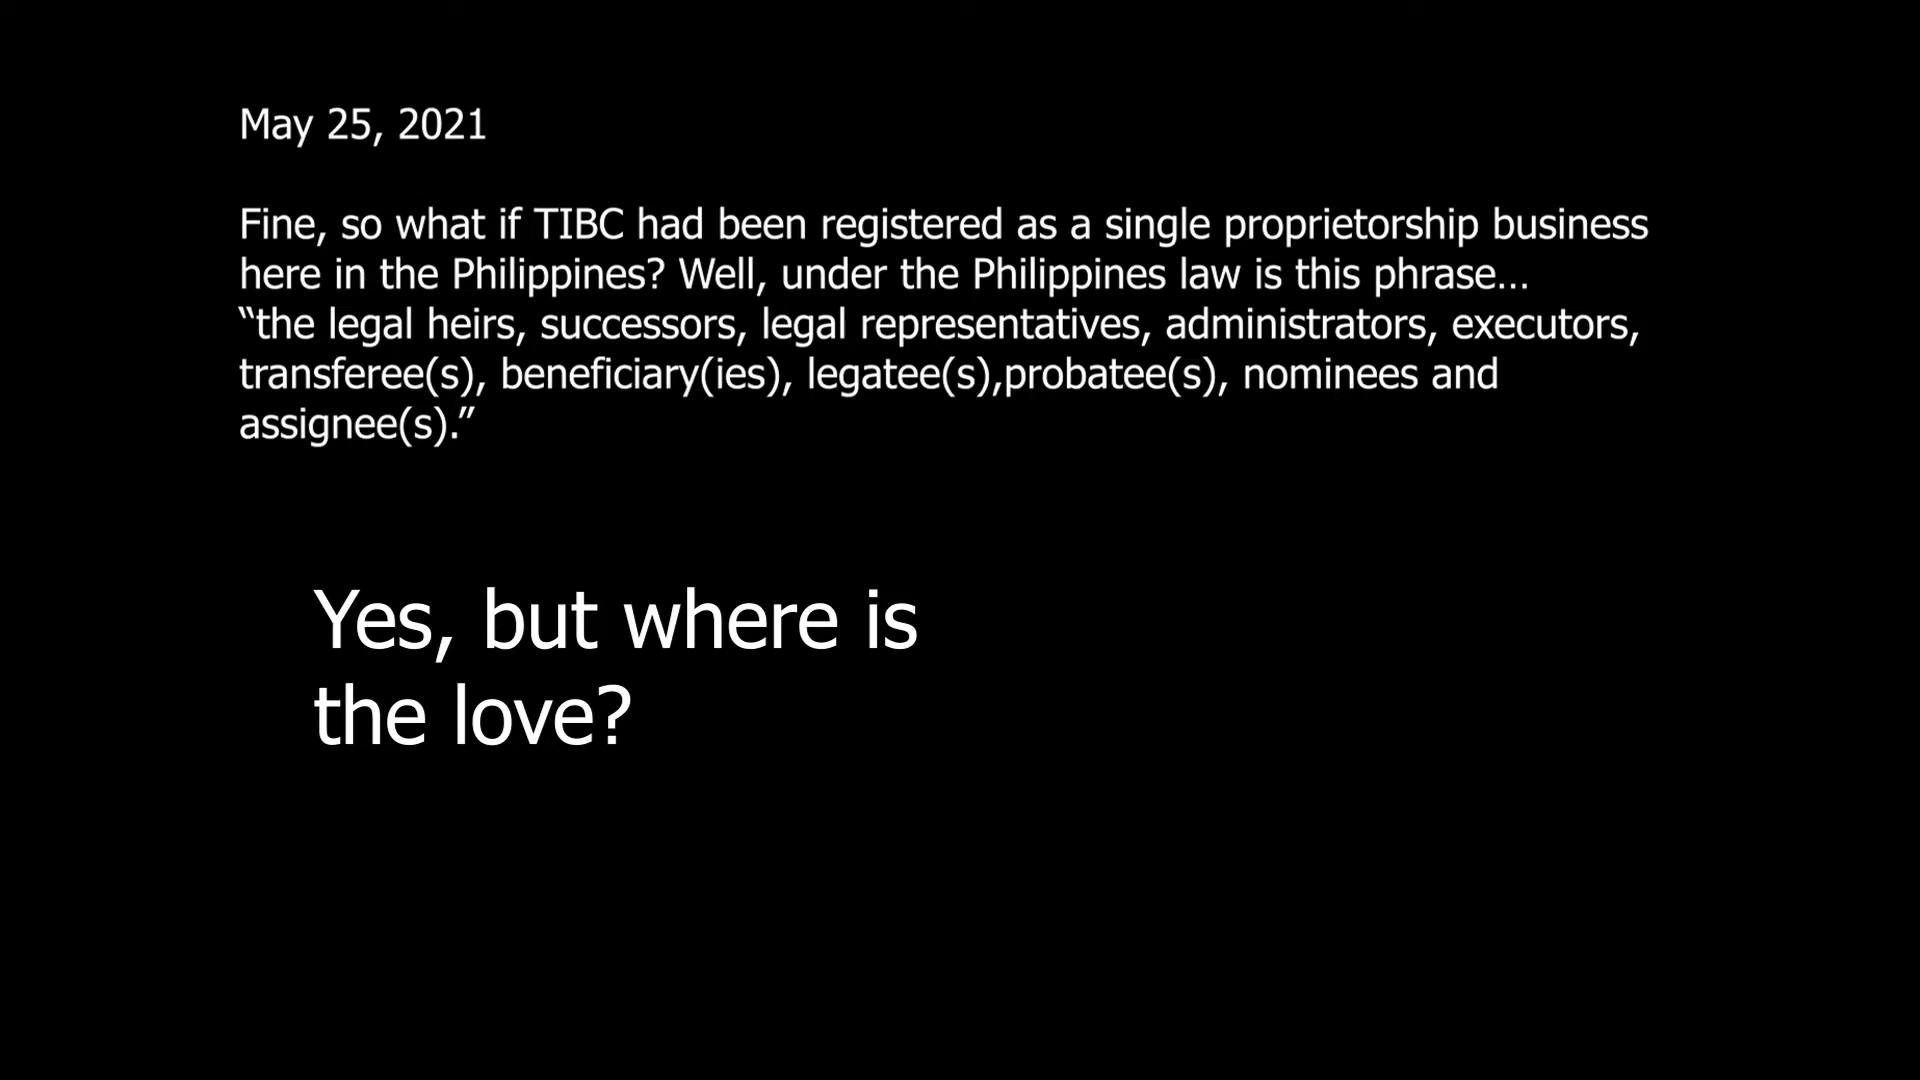 May 25, 2021
Fine, so what if TIBC had been registered as a single proprietorship business
here in the Philippines? Well, under the Philippines law is this phrase...
“the legal heirs, successors, legal representatives, administrators, executors,
transferee(s), beneficiary(ies), legatee(s),probatee(s), nominees and
assignee(s).”
Yes, but where is
the love?